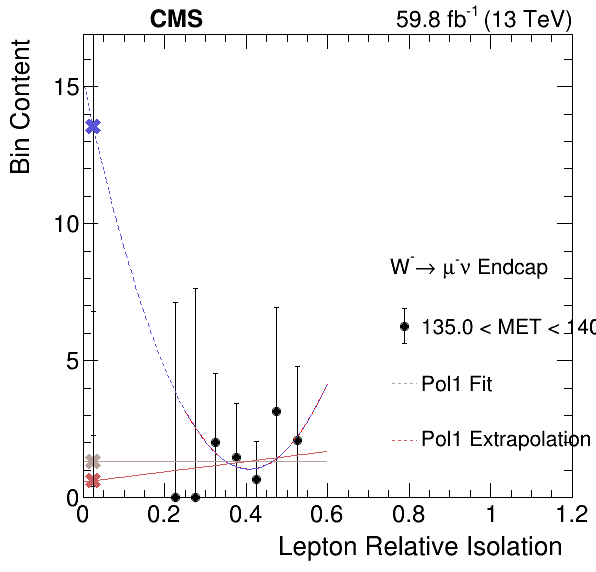 CMS
59.8 fb⁻¹ (13 TeV)
Bin Content
15
10
5
0
W⁻→ μ⁻ν Endcap
135.0 < MET < 140
Pol1 Fit
Pol1 Extrapolation
0 0.2 0.4 0.6 0.8 1 1.2
Lepton Relative Isolation